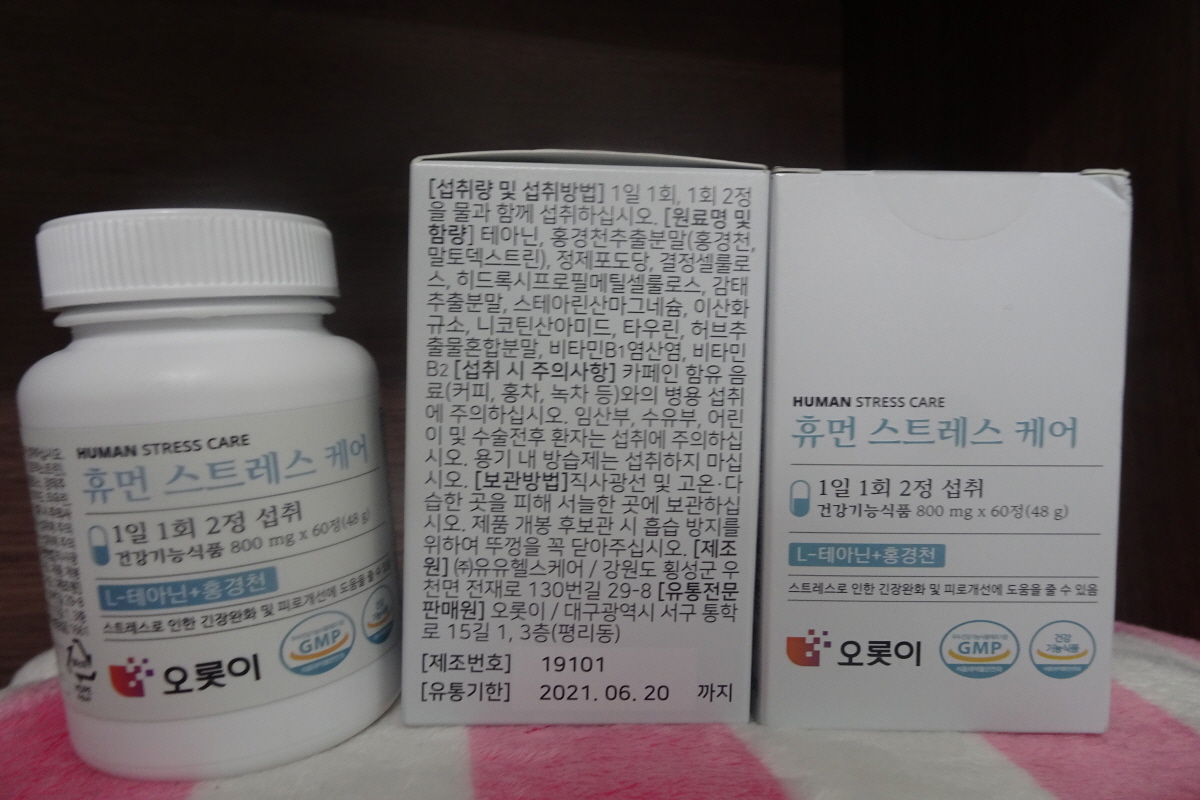 HUMAN STRESS CARE
휴먼 스트레스 케어
1일 1회 2정 섭취
건강기능식품 800 mg x 60정(48 g)
L-테아닌+홍경천
스트레스로 인한 긴장완화 및 피로개선에 도움을 줄 수
오롯이
GMP
[섭취량 및 섭취방법] 1일 1회, 1회 2정
을 물과 함께 섭취하십시오. [원료명 및
함량] 테아닌, 홍경천추출분말(홍경천,
말토덱스트린), 정제포도당, 결정셀룰로
스, 히드록시프로필메틸셀룰로스, 감태
추출분말, 스테아린산마그네슘, 이산화
규소, 니코틴산아미드, 타우린, 허브추
출물혼합분말, 비타민B1염산염, 비타민
B2 [섭취 시 주의사항] 카페인 함유 음
료(커피, 홍차, 녹차 등)와의 병용 섭취
에 주의하십시오. 임산부, 수유부, 어린
이 및 수술전후 환자는 섭취에 주의하십
시오. 용기 내 방습제는 섭취하지 마십
시오. [보관방법]직사광선 및 고온·다
습한 곳을 피해 서늘한 곳에 보관하십
시오. 제품 개봉 후보관 시 흡습 방지를
위하여 뚜껑을 꼭 닫아주십시오. [제조
원] ㈜유유헬스케어 / 강원도 횡성군 우
천면 전재로 130번길 29-8 [유통전문
판매원] 오롯이 / 대구광역시 서구 통학
로 15길 1, 3층(평리동)
[제조번호] 19101
[유통기한] 2021. 06. 20 까지
HUMAN STRESS CARE
휴먼 스트레스 케어
1일 1회 2정 섭취
건강기능식품 800 mg x 60정(48 g)
L-테아닌+홍경천
스트레스로 인한 긴장완화 및 피로개선에 도움을 줄 수 있음
오롯이
GMP
건강
기능식품